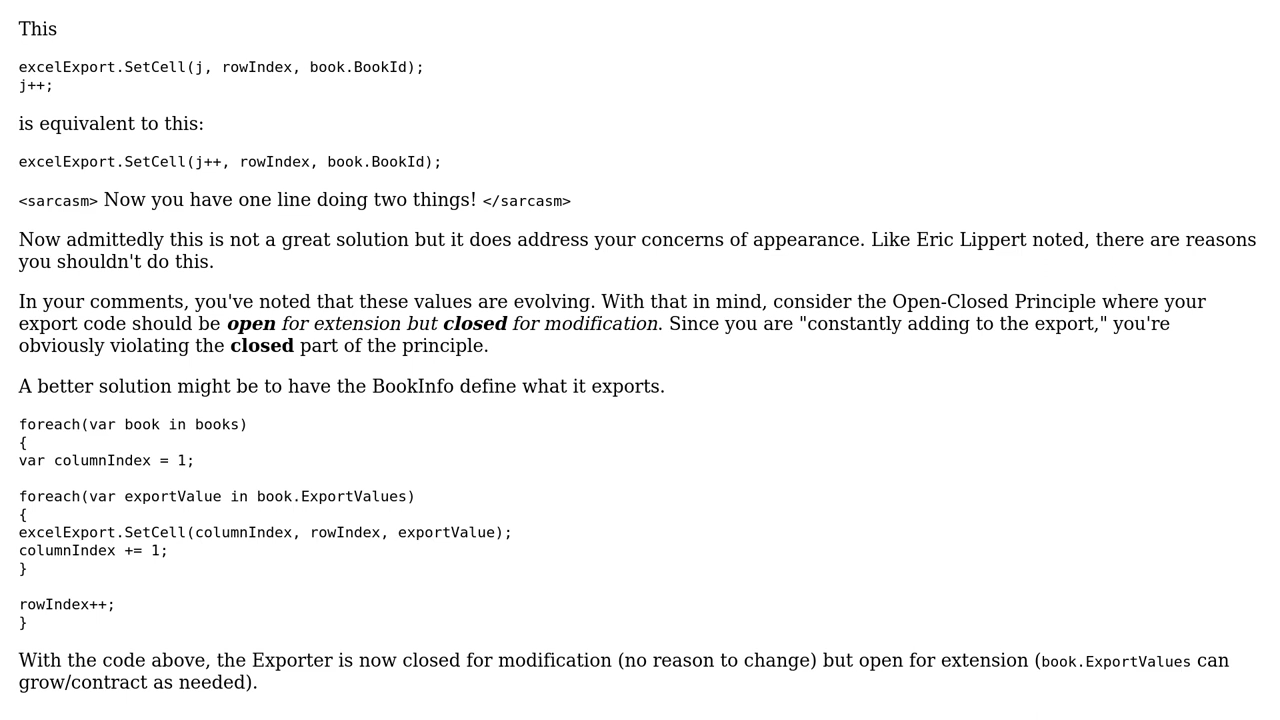 This
excelExport.SetCell(j, rowIndex, book.BookId);
j++;
is equivalent to this:
excelExport.SetCell(j++, rowIndex, book.BookId);
<sarcasm> Now you have one line doing two things! </sarcasm>
Now admittedly this is not a great solution but it does address your concerns of appearance. Like Eric Lippert noted, there are reasons
you shouldn't do this.
In your comments, you've noted that these values are evolving. With that in mind, consider the Open-Closed Principle where your
export code should be open for extension but closed for modification. Since you are "constantly adding to the export," you're
obviously violating the closed part of the principle.
A better solution might be to have the BookInfo define what it exports.
foreach(var book in books)
{
var columnIndex = 1;
foreach(var exportValue in book.ExportValues)
{
excelExport.SetCell(columnIndex, rowIndex, exportValue);
columnIndex += 1;
}
rowIndex++;
}
With the code above, the Exporter is now closed for modification (no reason to change) but open for extension (book.ExportValues can
grow/contract as needed).